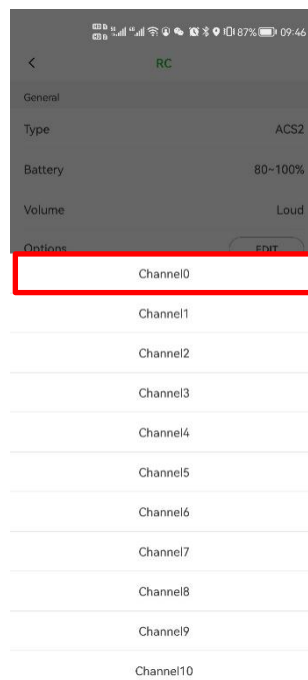 87% 09:46
RC
General
Type ACS2
Battery 80~100%
Volume Loud
Options EDIT
Channel0
Channel1
Channel2
Channel3
Channel4
Channel5
Channel6
Channel7
Channel8
Channel9
Channel10